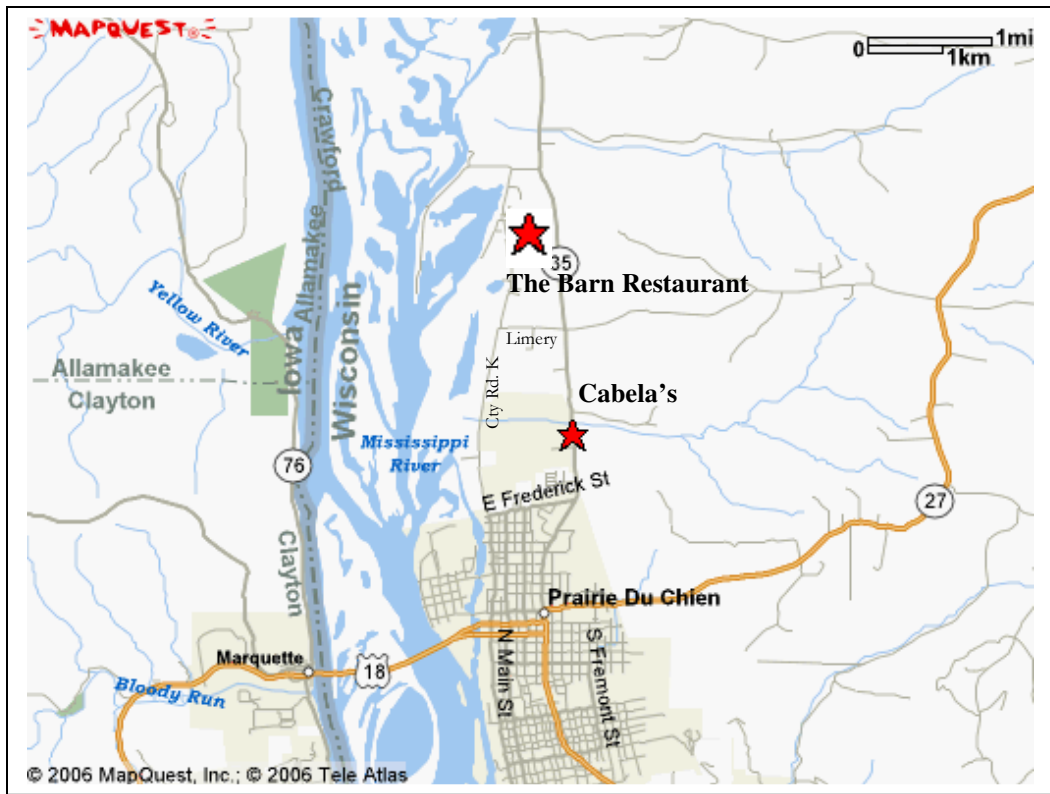 MAPQUEST
0 1mi
1km
Crawford
Allamakee
Iowa
Wisconsin
35
The Barn Restaurant
Yellow River
Limery
Cty Rd. K
Allamakee
Clayton
Cabela's
Mississippi
River
76
E Frederick St
27
Clayton
Prairie Du Chien
N Main St
S Fremont St
Marquette
18
Bloody Run
© 2006 MapQuest, Inc.; © 2006 Tele Atlas